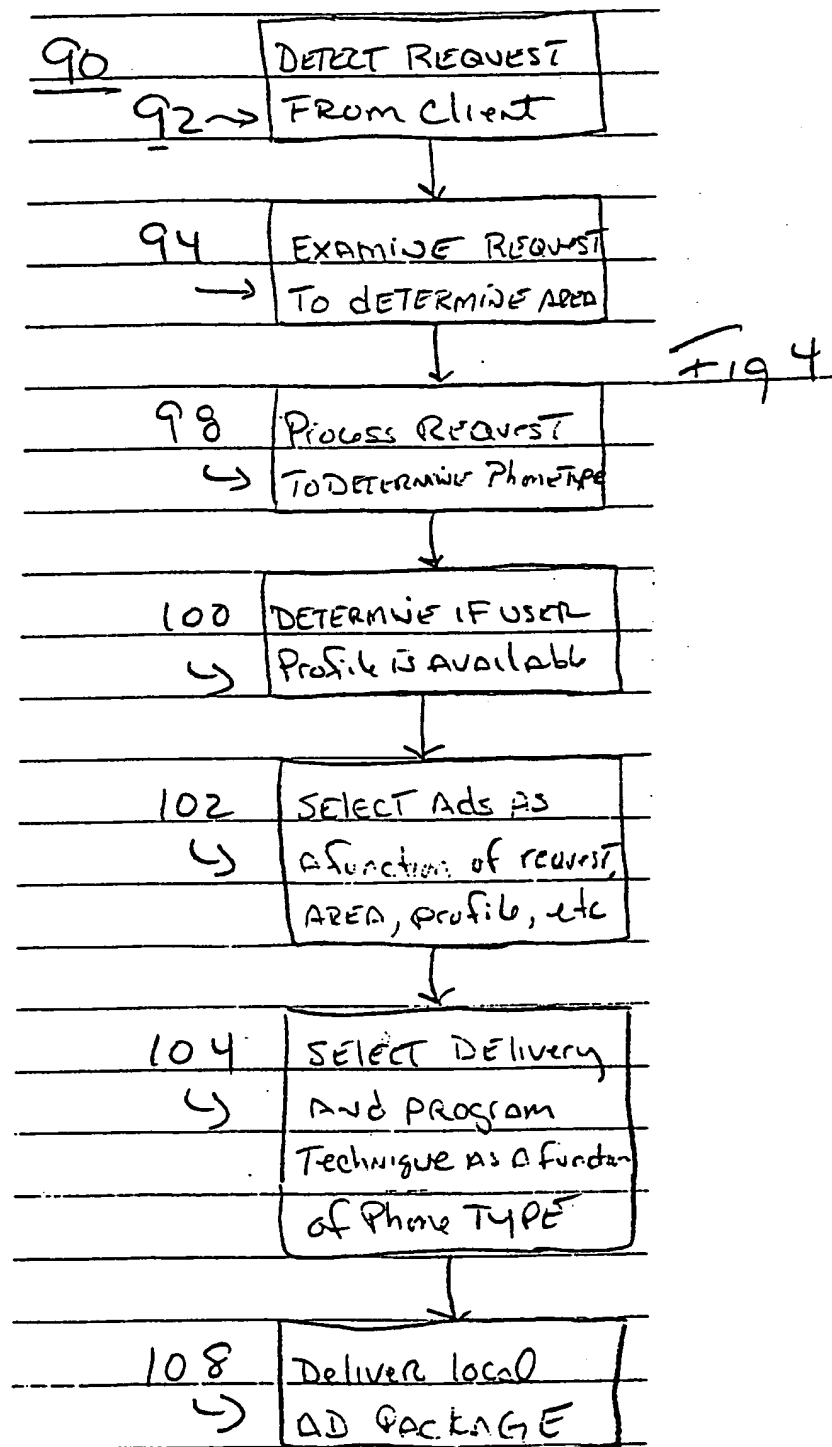 90
DETECT REQUEST
92 FROM Client
94 EXAMINE REQUEST
TO DETERMINE AREA
Fig 4
98 Process REQUEST
TO DETERMINE Phone TYPE
100 DETERMINE IF USER
Profile is AVAILABLE
102 SELECT Ads AS
A function of request,
AREA, profile, etc
104 SELECT Delivery
AND PROGRAM
Technique AS A function
of Phone TYPE
108 Deliver local
AD PACKAGE